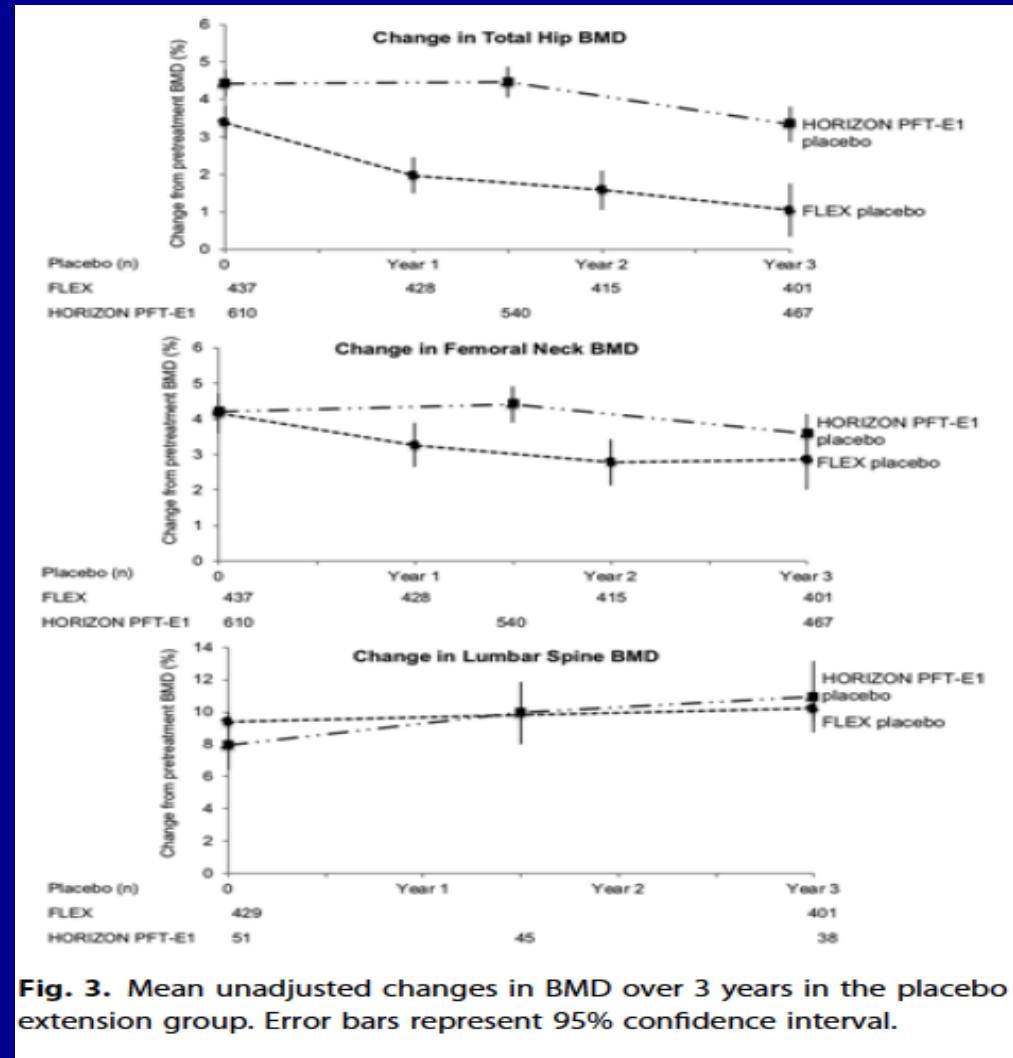 Change in Total Hip BMD
Change from pretreatment BMD (%)
6
5
4
3
2
1
0
HORIZON PFT-E1
placebo
FLEX placebo
Placebo (n) 0 Year 1 Year 2 Year 3
FLEX 437 428 415 401
HORIZON PFT-E1 610 540 467
Change in Femoral Neck BMD
Change from pretreatment BMD (%)
6
5
4
3
2
1
0
HORIZON PFT-E1
placebo
FLEX placebo
Placebo (n) 0 Year 1 Year 2 Year 3
FLEX 437 428 415 401
HORIZON PFT-E1 610 540 467
Change in Lumbar Spine BMD
Change from pretreatment BMD (%)
14
12
10
8
6
4
2
0
HORIZON PFT-E1
placebo
FLEX placebo
Placebo (n) 0 Year 1 Year 2 Year 3
FLEX 429 401
HORIZON PFT-E1 51 45 38
Fig. 3. Mean unadjusted changes in BMD over 3 years in the placebo
extension group. Error bars represent 95% confidence interval.